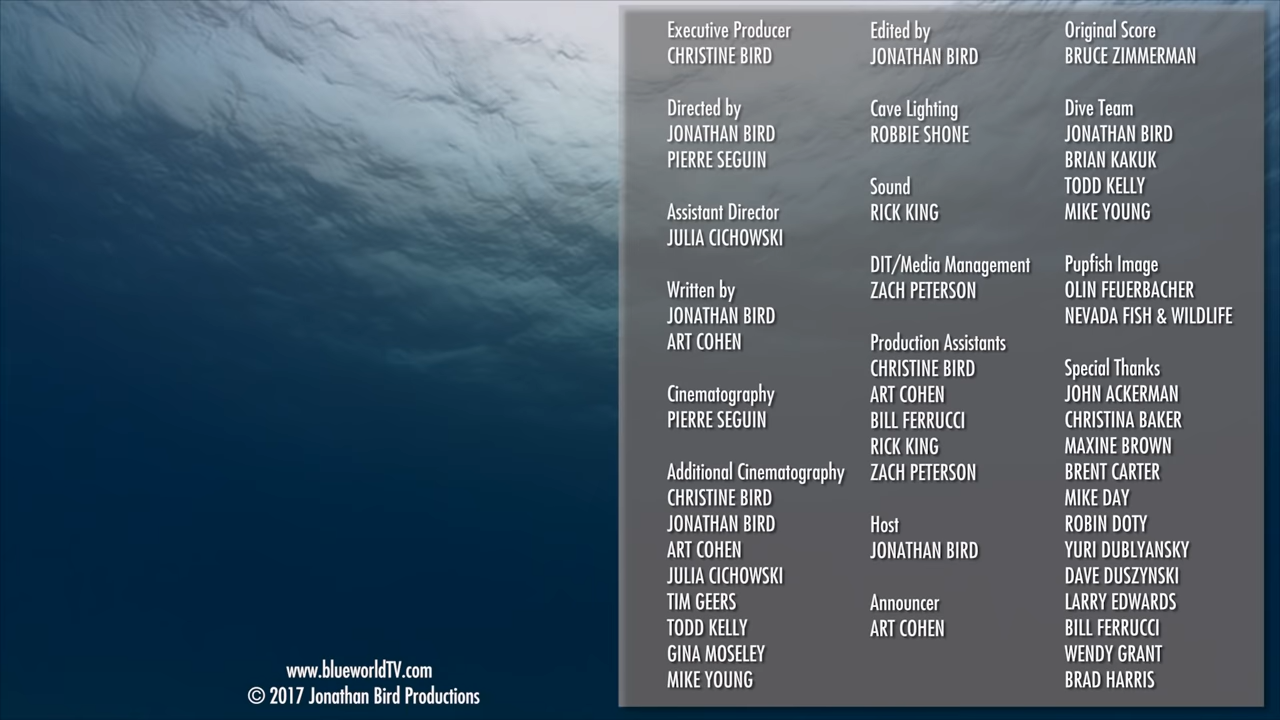 Executive Producer
CHRISTINE BIRD
Directed by
JONATHAN BIRD
PIERRE SEGUIN
Assistant Director
JULIA CICHOWSKI
Written by
JONATHAN BIRD
ART COHEN
Cinematography
PIERRE SEGUIN
Additional Cinematography
CHRISTINE BIRD
JONATHAN BIRD
ART COHEN
JULIA CICHOWSKI
TIM GEERS
TODD KELLY
GINA MOSELEY
MIKE YOUNG
Edited by
JONATHAN BIRD
Cave Lighting
ROBBIE SHONE
Sound
RICK KING
DIT/Media Management
ZACH PETERSON
Production Assistants
CHRISTINE BIRD
ART COHEN
BILL FERRUCCI
RICK KING
ZACH PETERSON
Host
JONATHAN BIRD
Announcer
ART COHEN
Original Score
BRUCE ZIMMERMAN
Dive Team
JONATHAN BIRD
BRIAN KAKUK
TODD KELLY
MIKE YOUNG
Pupfish Image
OLIN FEUERBACHER
NEVADA FISH & WILDLIFE
Special Thanks
JOHN ACKERMAN
CHRISTINA BAKER
MAXINE BROWN
BRENT CARTER
MIKE DAY
ROBIN DOTY
YURI DUBLYANSKY
DAVE DUSZYNSKI
LARRY EDWARDS
BILL FERRUCCI
WENDY GRANT
BRAD HARRIS
www.blueworldTV.com
© 2017 Jonathan Bird Productions